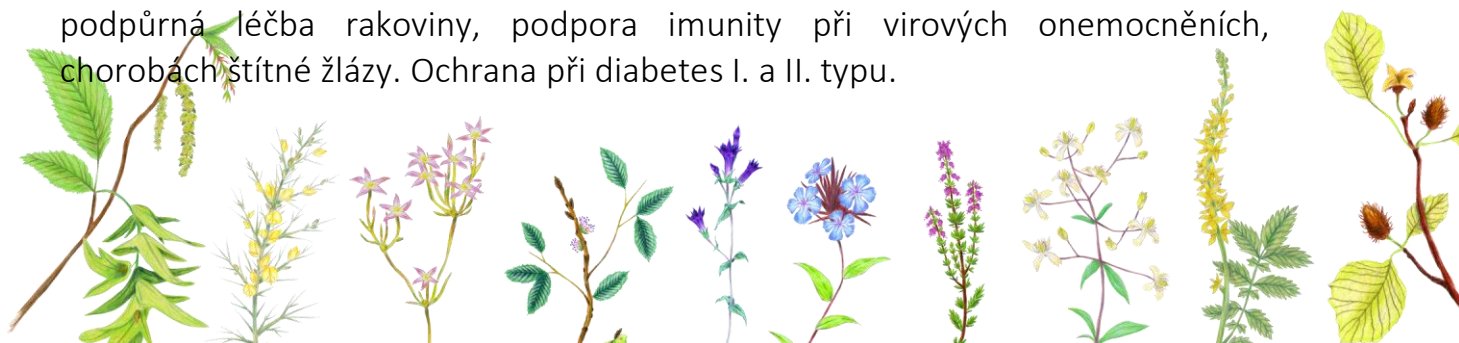 podpůrná léčba rakoviny, podpora imunity při virových onemocněních,
chorobách štítné žlázy. Ochrana při diabetes I. a II. typu.